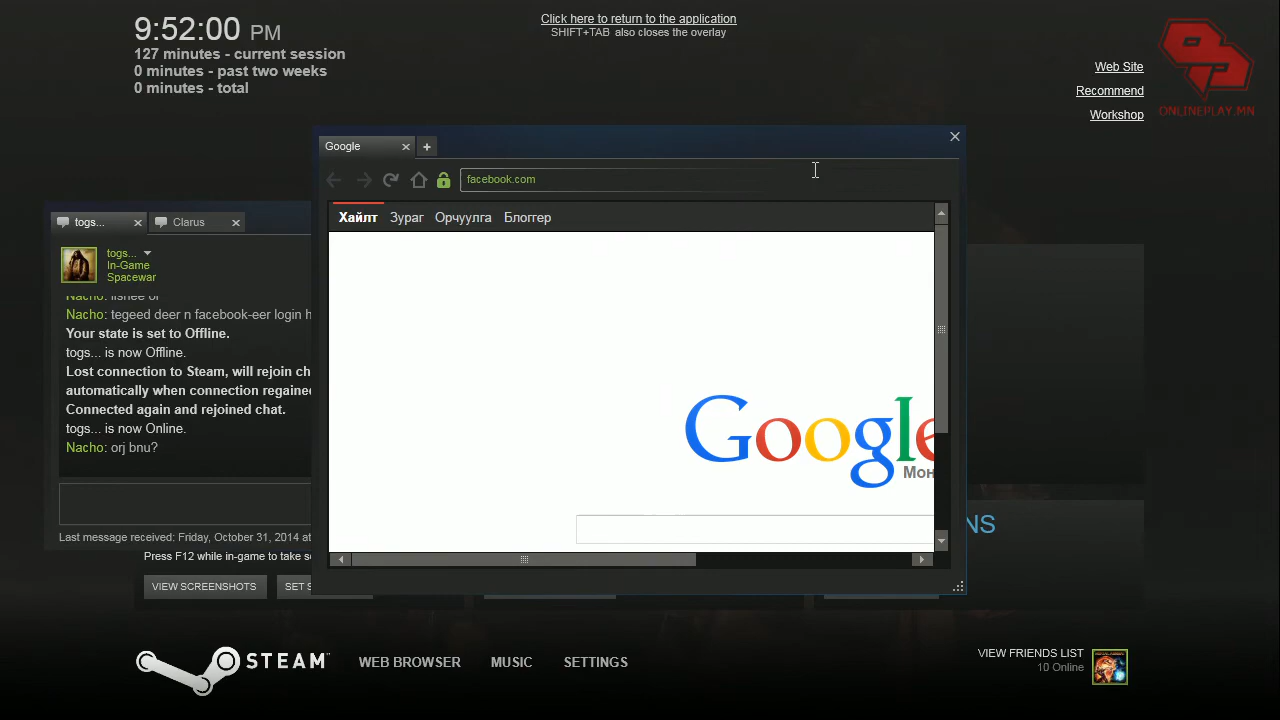 9:52:00 PM
127 minutes - current session
0 minutes - past two weeks
0 minutes - total
Click here to return to the application
SHIFT+TAB also closes the overlay
Web Site
Recommend
Workshop
ONLINEPLAY.MN
Google
facebook.com
Хайлт Зураг Орчуулга Блоггер
Google
togs... Clarus
togs...
In-Game
Spacewar
Nacho: iishee or
Nacho: tegeed deer n facebook-eer login h
Your state is set to Offline.
togs... is now Offline.
Lost connection to Steam, will rejoin ch
automatically when connection regaine
Connected again and rejoined chat.
togs... is now Online.
Nacho: orj bnu?
Last message received: Friday, October 31, 2014 at
Press F12 while in-game to take s
VIEW SCREENSHOTS SET S
NS
STEAM
WEB BROWSER MUSIC SETTINGS
VIEW FRIENDS LIST
10 Online